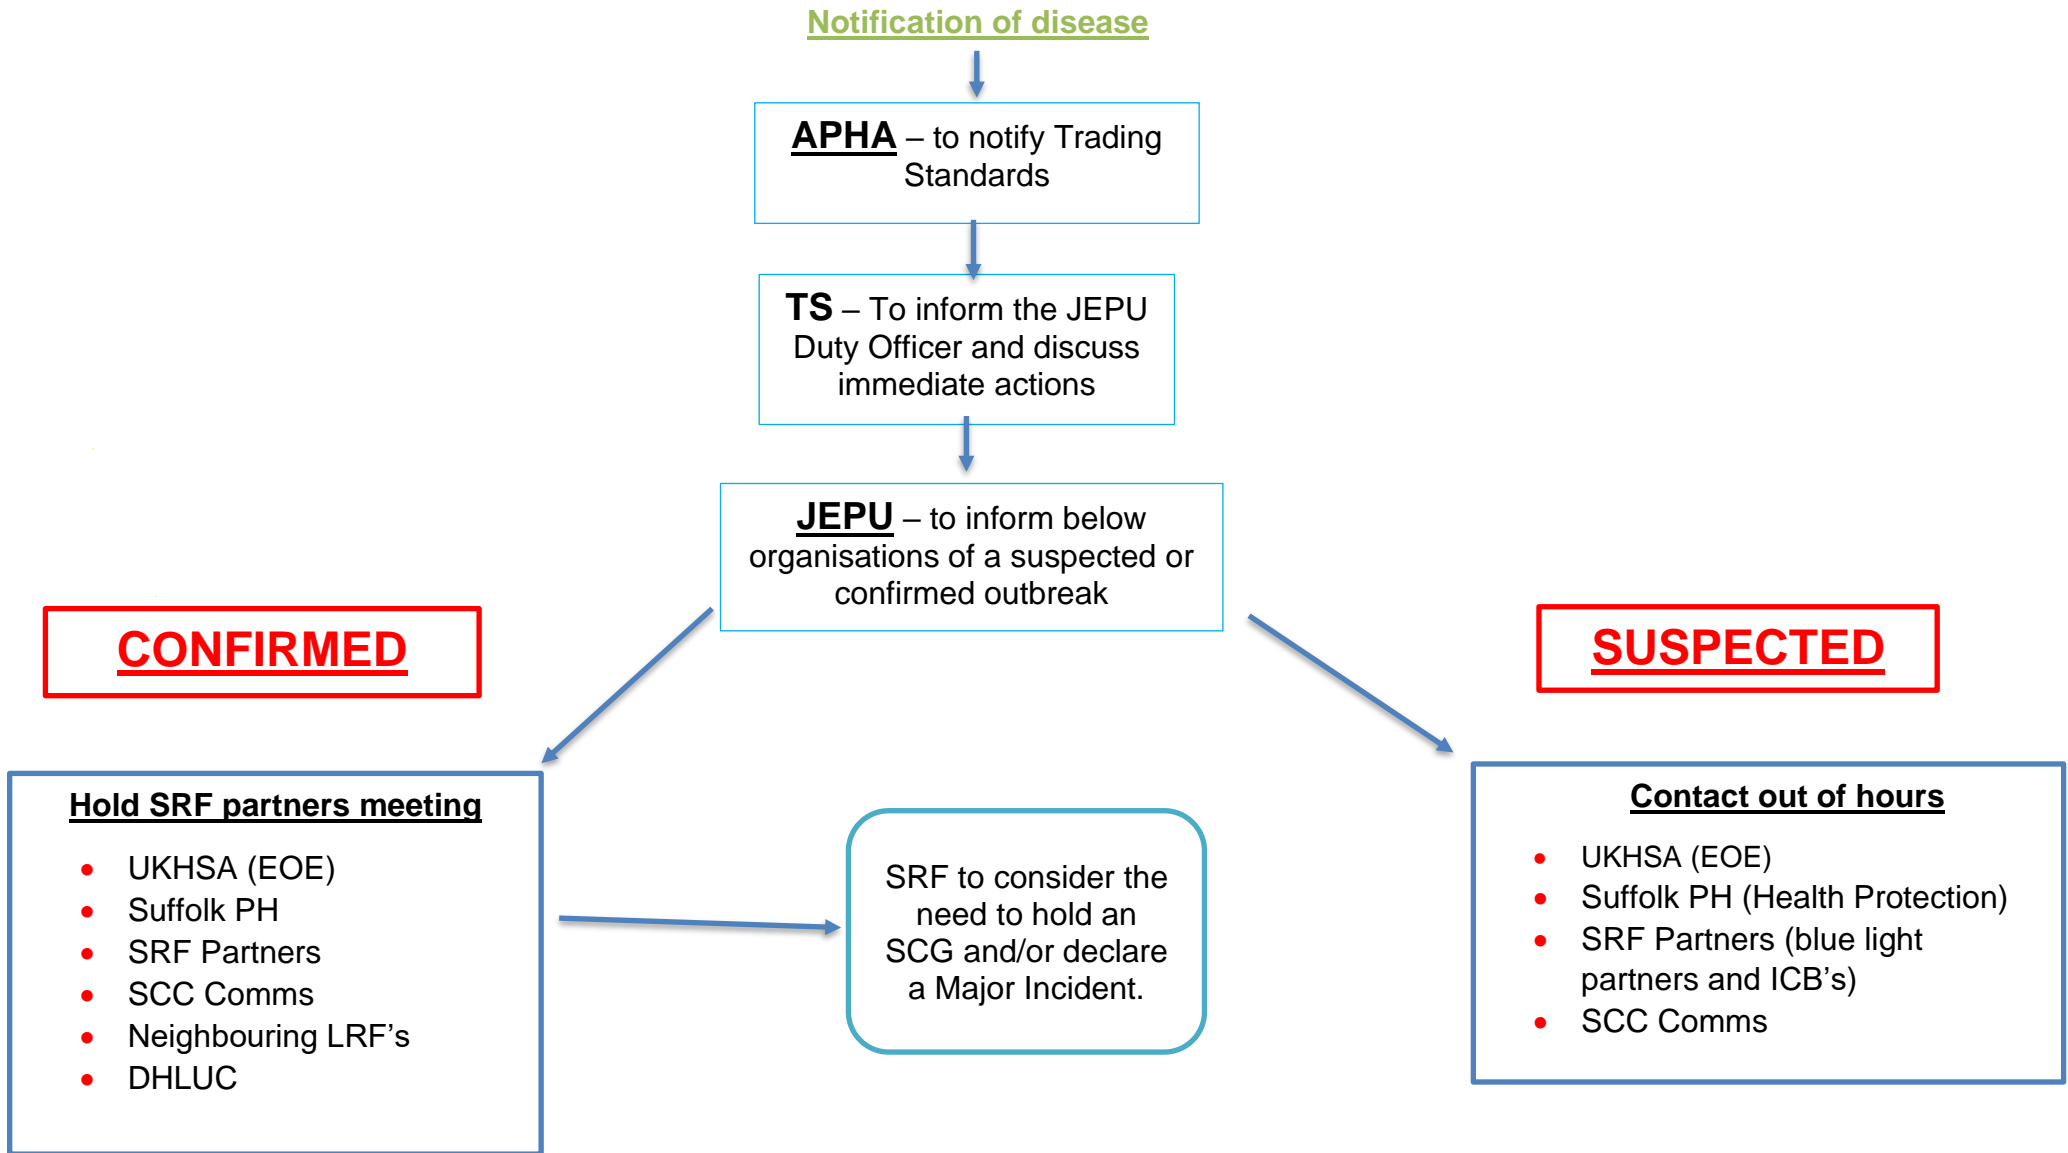 Notification of disease
APHA – to notify Trading
Standards
TS – To inform the JEPU
Duty Officer and discuss
immediate actions
JEPU – to inform below
organisations of a suspected or
confirmed outbreak
CONFIRMED
SUSPECTED
Hold SRF partners meeting
• UKHSA (EOE)
• Suffolk PH
• SRF Partners
• SCC Comms
• Neighbouring LRF’s
• DHLUC
SRF to consider the
need to hold an
SCG and/or declare
a Major Incident.
Contact out of hours
• UKHSA (EOE)
• Suffolk PH (Health Protection)
• SRF Partners (blue light
partners and ICB’s)
• SCC Comms